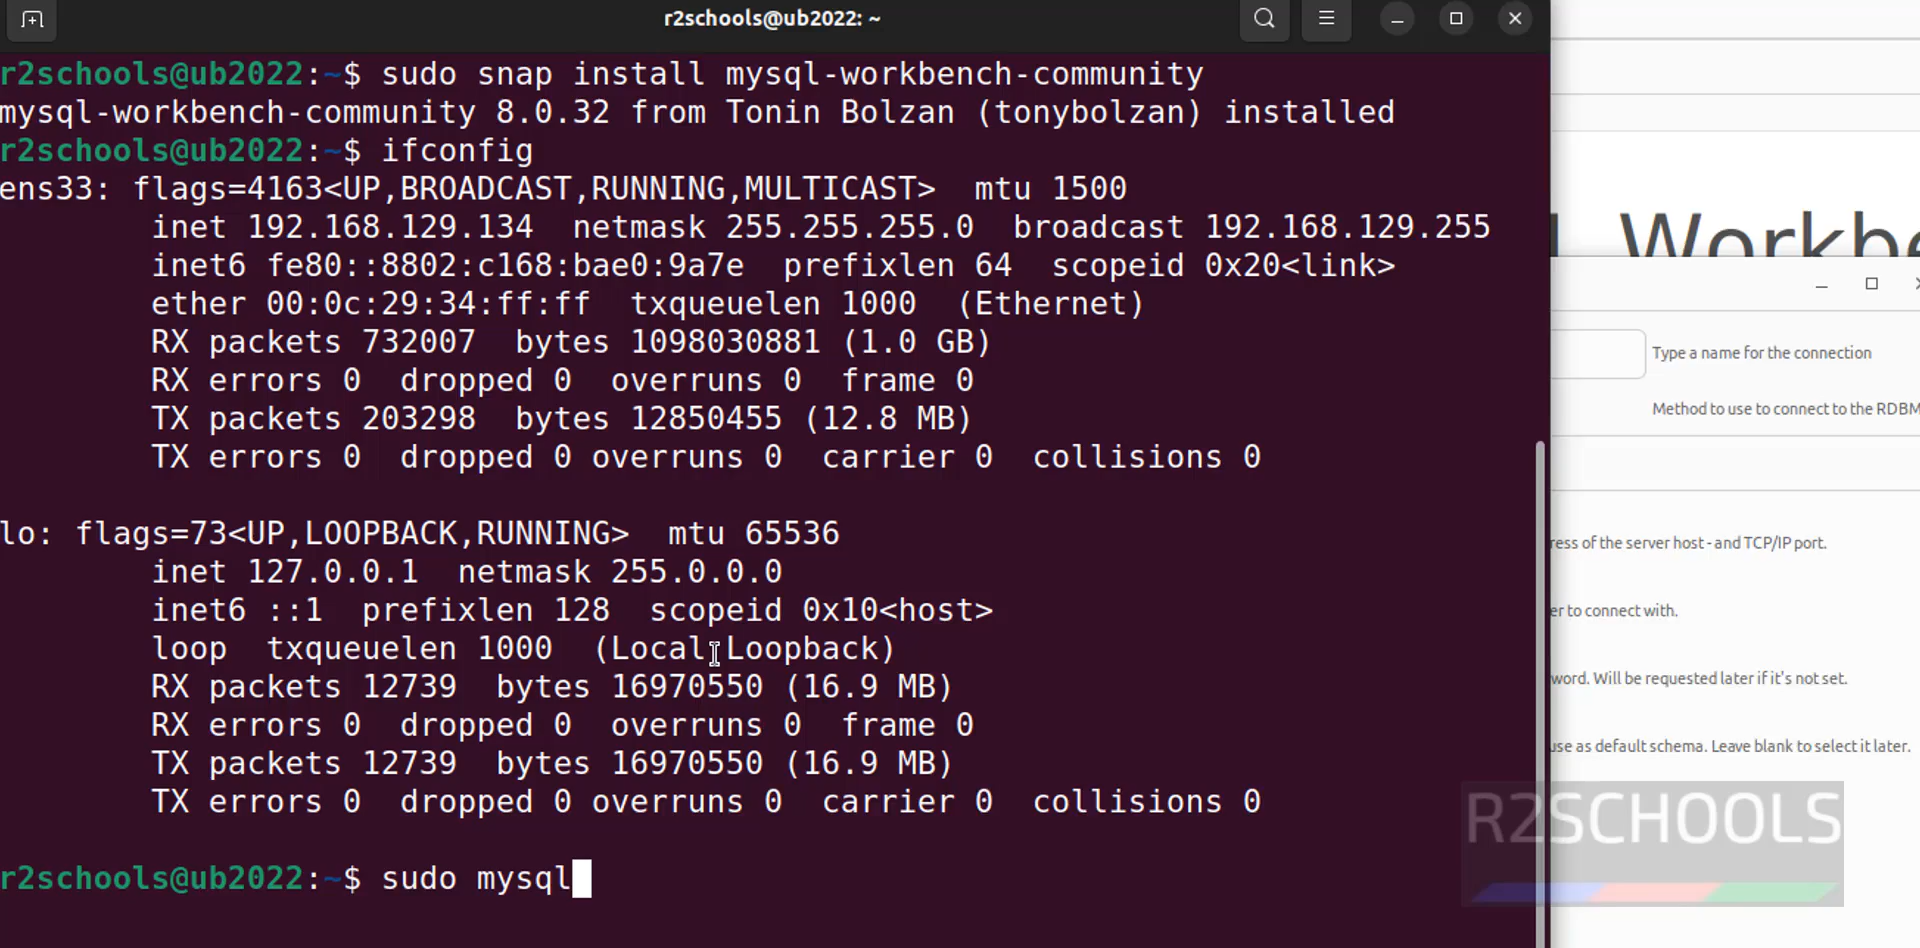 r2schools@ub2022: ~
r2schools@ub2022:~$ sudo snap install mysql-workbench-community
mysql-workbench-community 8.0.32 from Tonin Bolzan (tonybolzan) installed
r2schools@ub2022:~$ ifconfig
ens33: flags=4163<UP,BROADCAST,RUNNING,MULTICAST>  mtu 1500
inet 192.168.129.134  netmask 255.255.255.0  broadcast 192.168.129.255
inet6 fe80::8802:c168:bae0:9a7e  prefixlen 64  scopeid 0x20<link>
ether 00:0c:29:34:ff:ff  txqueuelen 1000  (Ethernet)
RX packets 732007  bytes 1098030881 (1.0 GB)
RX errors 0  dropped 0  overruns 0  frame 0
TX packets 203298  bytes 12850455 (12.8 MB)
TX errors 0  dropped 0 overruns 0  carrier 0  collisions 0
lo: flags=73<UP,LOOPBACK,RUNNING>  mtu 65536
inet 127.0.0.1  netmask 255.0.0.0
inet6 ::1  prefixlen 128  scopeid 0x10<host>
loop  txqueuelen 1000  (Local Loopback)
RX packets 12739  bytes 16970550 (16.9 MB)
RX errors 0  dropped 0  overruns 0  frame 0
TX packets 12739  bytes 16970550 (16.9 MB)
TX errors 0  dropped 0 overruns 0  carrier 0  collisions 0
r2schools@ub2022:~$ sudo mysql
Workbe
Type a name for the connection
Method to use to connect to the RDBM
ress of the server host - and TCP/IP port.
er to connect with.
word. Will be requested later if it's not set.
use as default schema. Leave blank to select it later.
R2SCHOOLS